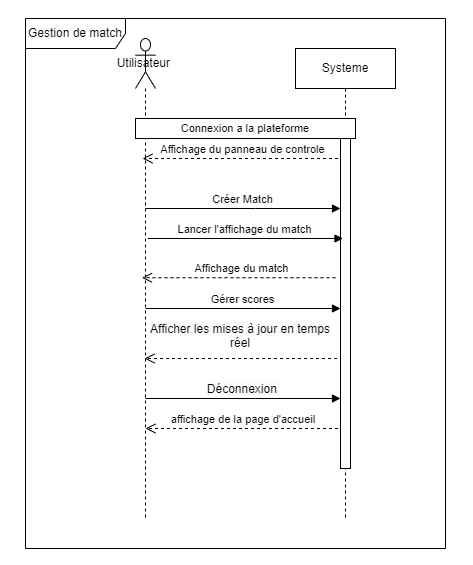 Gestion de match
Utilisateur
Systeme
Connexion a la plateforme
Affichage du panneau de controle
Créer Match
Lancer l'affichage du match
Affichage du match
Gérer scores
Afficher les mises à jour en temps
réel
Déconnexion
affichage de la page d'accueil